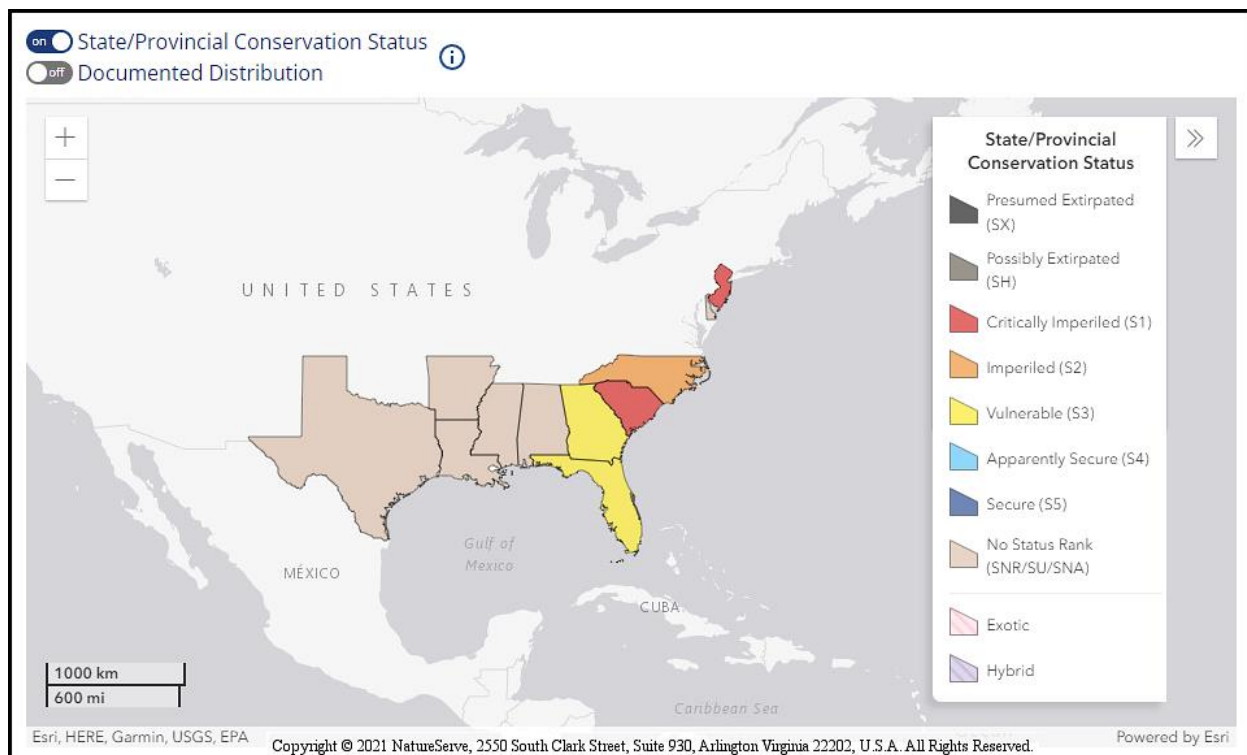 on State/Provincial Conservation Status
off Documented Distribution
i
+
−
UNITED STATES
MÉXICO
Gulf of
Mexico
CUBA
Caribbean Sea
1000 km
600 mi
State/Provincial
Conservation Status
Presumed Extirpated
(SX)
Possibly Extirpated
(SH)
Critically Imperiled (S1)
Imperiled (S2)
Vulnerable (S3)
Apparently Secure (S4)
Secure (S5)
No Status Rank
(SNR/SU/SNA)
Exotic
Hybrid
Esri, HERE, Garmin, USGS, EPA
Copyright © 2021 NatureServe, 2550 South Clark Street, Suite 930, Arlington Virginia 22202, U.S.A. All Rights Reserved.
Powered by Esri